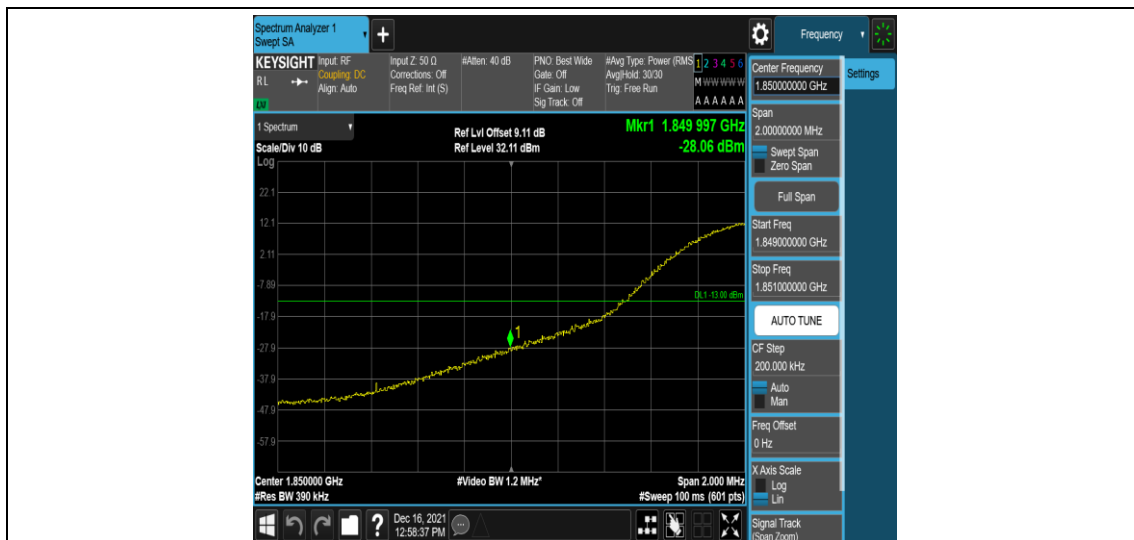 Spectrum Analyzer 1
Swept SA
+
Frequency
KEYSIGHT
RL
LXI
Input: RF
Coupling: DC
Align: Auto
Input Z: 50 Ω
Corrections: Off
Freq Ref: Int (S)
#Atten: 40 dB
PNO: Best Wide
Gate: Off
IF Gain: Low
Sig Track: Off
#Avg Type: Power (RMS
Avg|Hold: 30/30
Trig: Free Run
1 2 3 4 5 6
M W W W W W
A A A A A A
1 Spectrum
Scale/Div 10 dB
Log
Ref Lvl Offset 9.11 dB
Ref Level 32.11 dBm
Mkr1 1.849 997 GHz
-28.06 dBm
22.1
12.1
2.11
-7.89
-17.9
-27.9
-37.9
-47.9
-57.9
DL1 -13.00 dBm
1
Center 1.85000 GHz
#Res BW 390 kHz
#Video BW 1.2 MHz*
Span 2.000 MHz
#Sweep 100 ms (601 pts)
Center Frequency
1.850000000 GHz
Settings
Span
2.00000000 MHz
Swept Span
Zero Span
Full Span
Start Freq
1.849000000 GHz
Stop Freq
1.851000000 GHz
AUTO TUNE
CF Step
200.000 kHz
Auto
Man
Freq Offset
0 Hz
X Axis Scale
Log
Lin
Signal Track
(Span Zoom)
?
Dec 16, 2021
12:58:37 PM